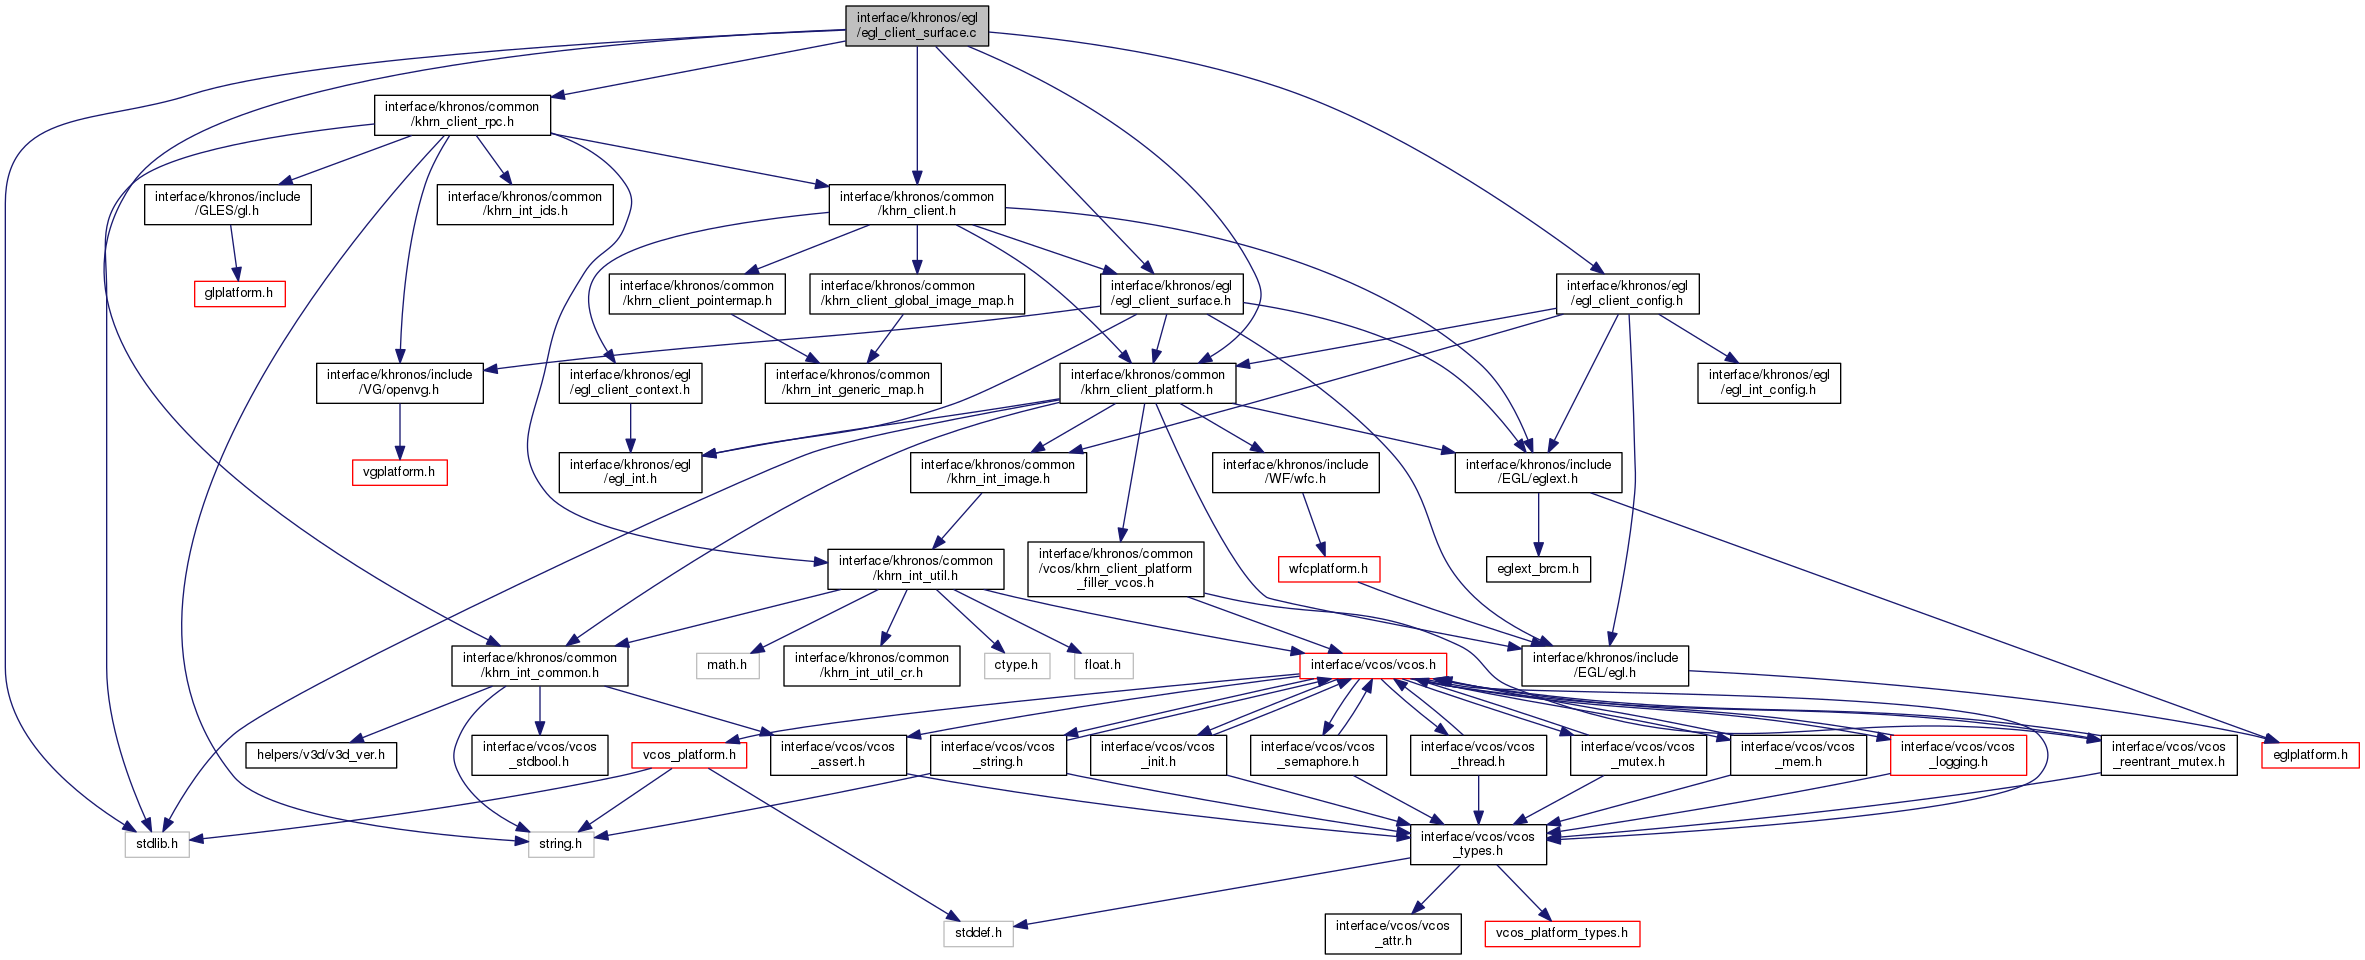 interface/khronos/egl
/egl_client_surface.c
interface/khronos/common
/khrn_client_rpc.h
interface/khronos/include
/GLES/gl.h
interface/khronos/common
/khrn_int_ids.h
interface/khronos/common
/khrn_client.h
glplatform.h
interface/khronos/common
/khrn_client_pointermap.h
interface/khronos/common
/khrn_client_global_image_map.h
interface/khronos/egl
/egl_client_surface.h
interface/khronos/egl
/egl_client_config.h
interface/khronos/include
/VG/openvg.h
interface/khronos/egl
/egl_client_context.h
interface/khronos/common
/khrn_int_generic_map.h
interface/khronos/common
/khrn_client_platform.h
interface/khronos/egl
/egl_int_config.h
vgplatform.h
interface/khronos/egl
/egl_int.h
interface/khronos/common
/khrn_int_image.h
interface/khronos/include
/WF/wfc.h
interface/khronos/include
/EGL/eglext.h
interface/khronos/common
/khrn_int_util.h
interface/khronos/common
/vcos/khrn_client_platform
_filler_vcos.h
wfcplatform.h
eglext_brcm.h
interface/khronos/common
/khrn_int_common.h
math.h
interface/khronos/common
/khrn_int_util_cr.h
ctype.h
float.h
interface/vcos/vcos.h
interface/khronos/include
/EGL/egl.h
helpers/v3d/v3d_ver.h
interface/vcos/vcos
_stdbool.h
vcos_platform.h
interface/vcos/vcos
_assert.h
interface/vcos/vcos
_string.h
interface/vcos/vcos
_init.h
interface/vcos/vcos
_semaphore.h
interface/vcos/vcos
_thread.h
interface/vcos/vcos
_mutex.h
interface/vcos/vcos
_mem.h
interface/vcos/vcos
_logging.h
interface/vcos/vcos
_reentrant_mutex.h
eglplatform.h
stdlib.h
string.h
interface/vcos/vcos
_types.h
stddef.h
interface/vcos/vcos
_attr.h
vcos_platform_types.h